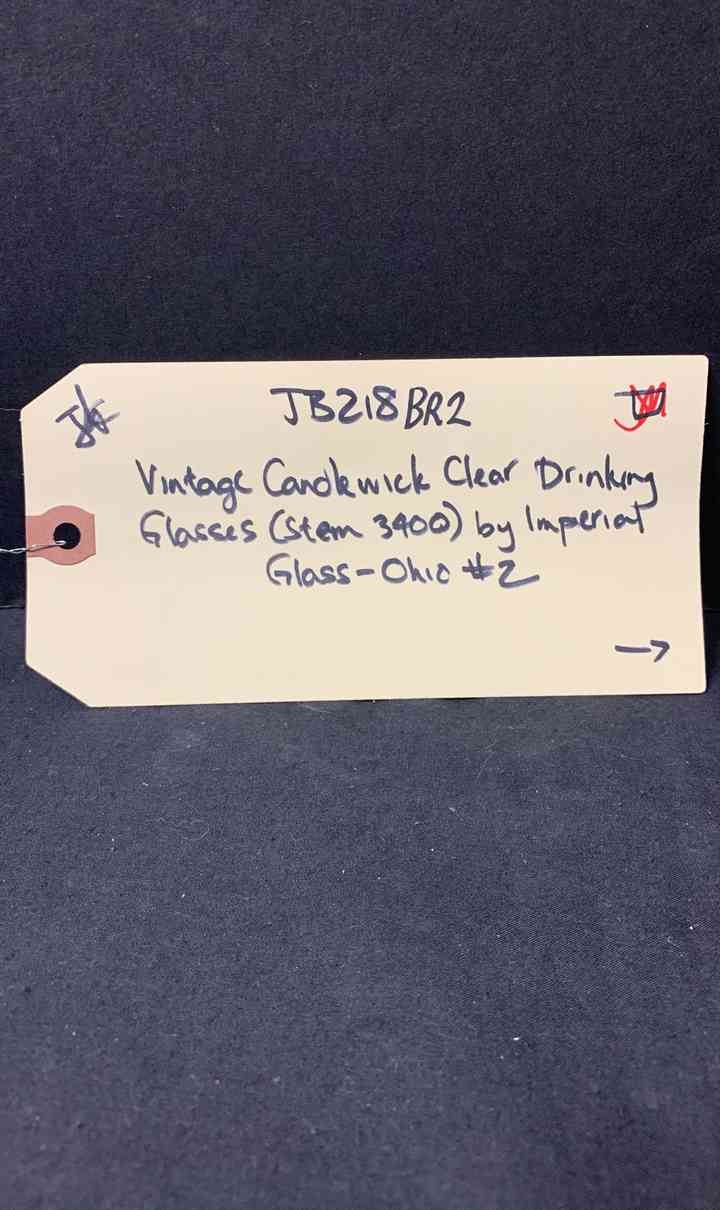 JB218BR2
Vintage Candlewick Clear Drinking
Glasses (Stem 3400) by Imperial
Glass-Ohio #2
→